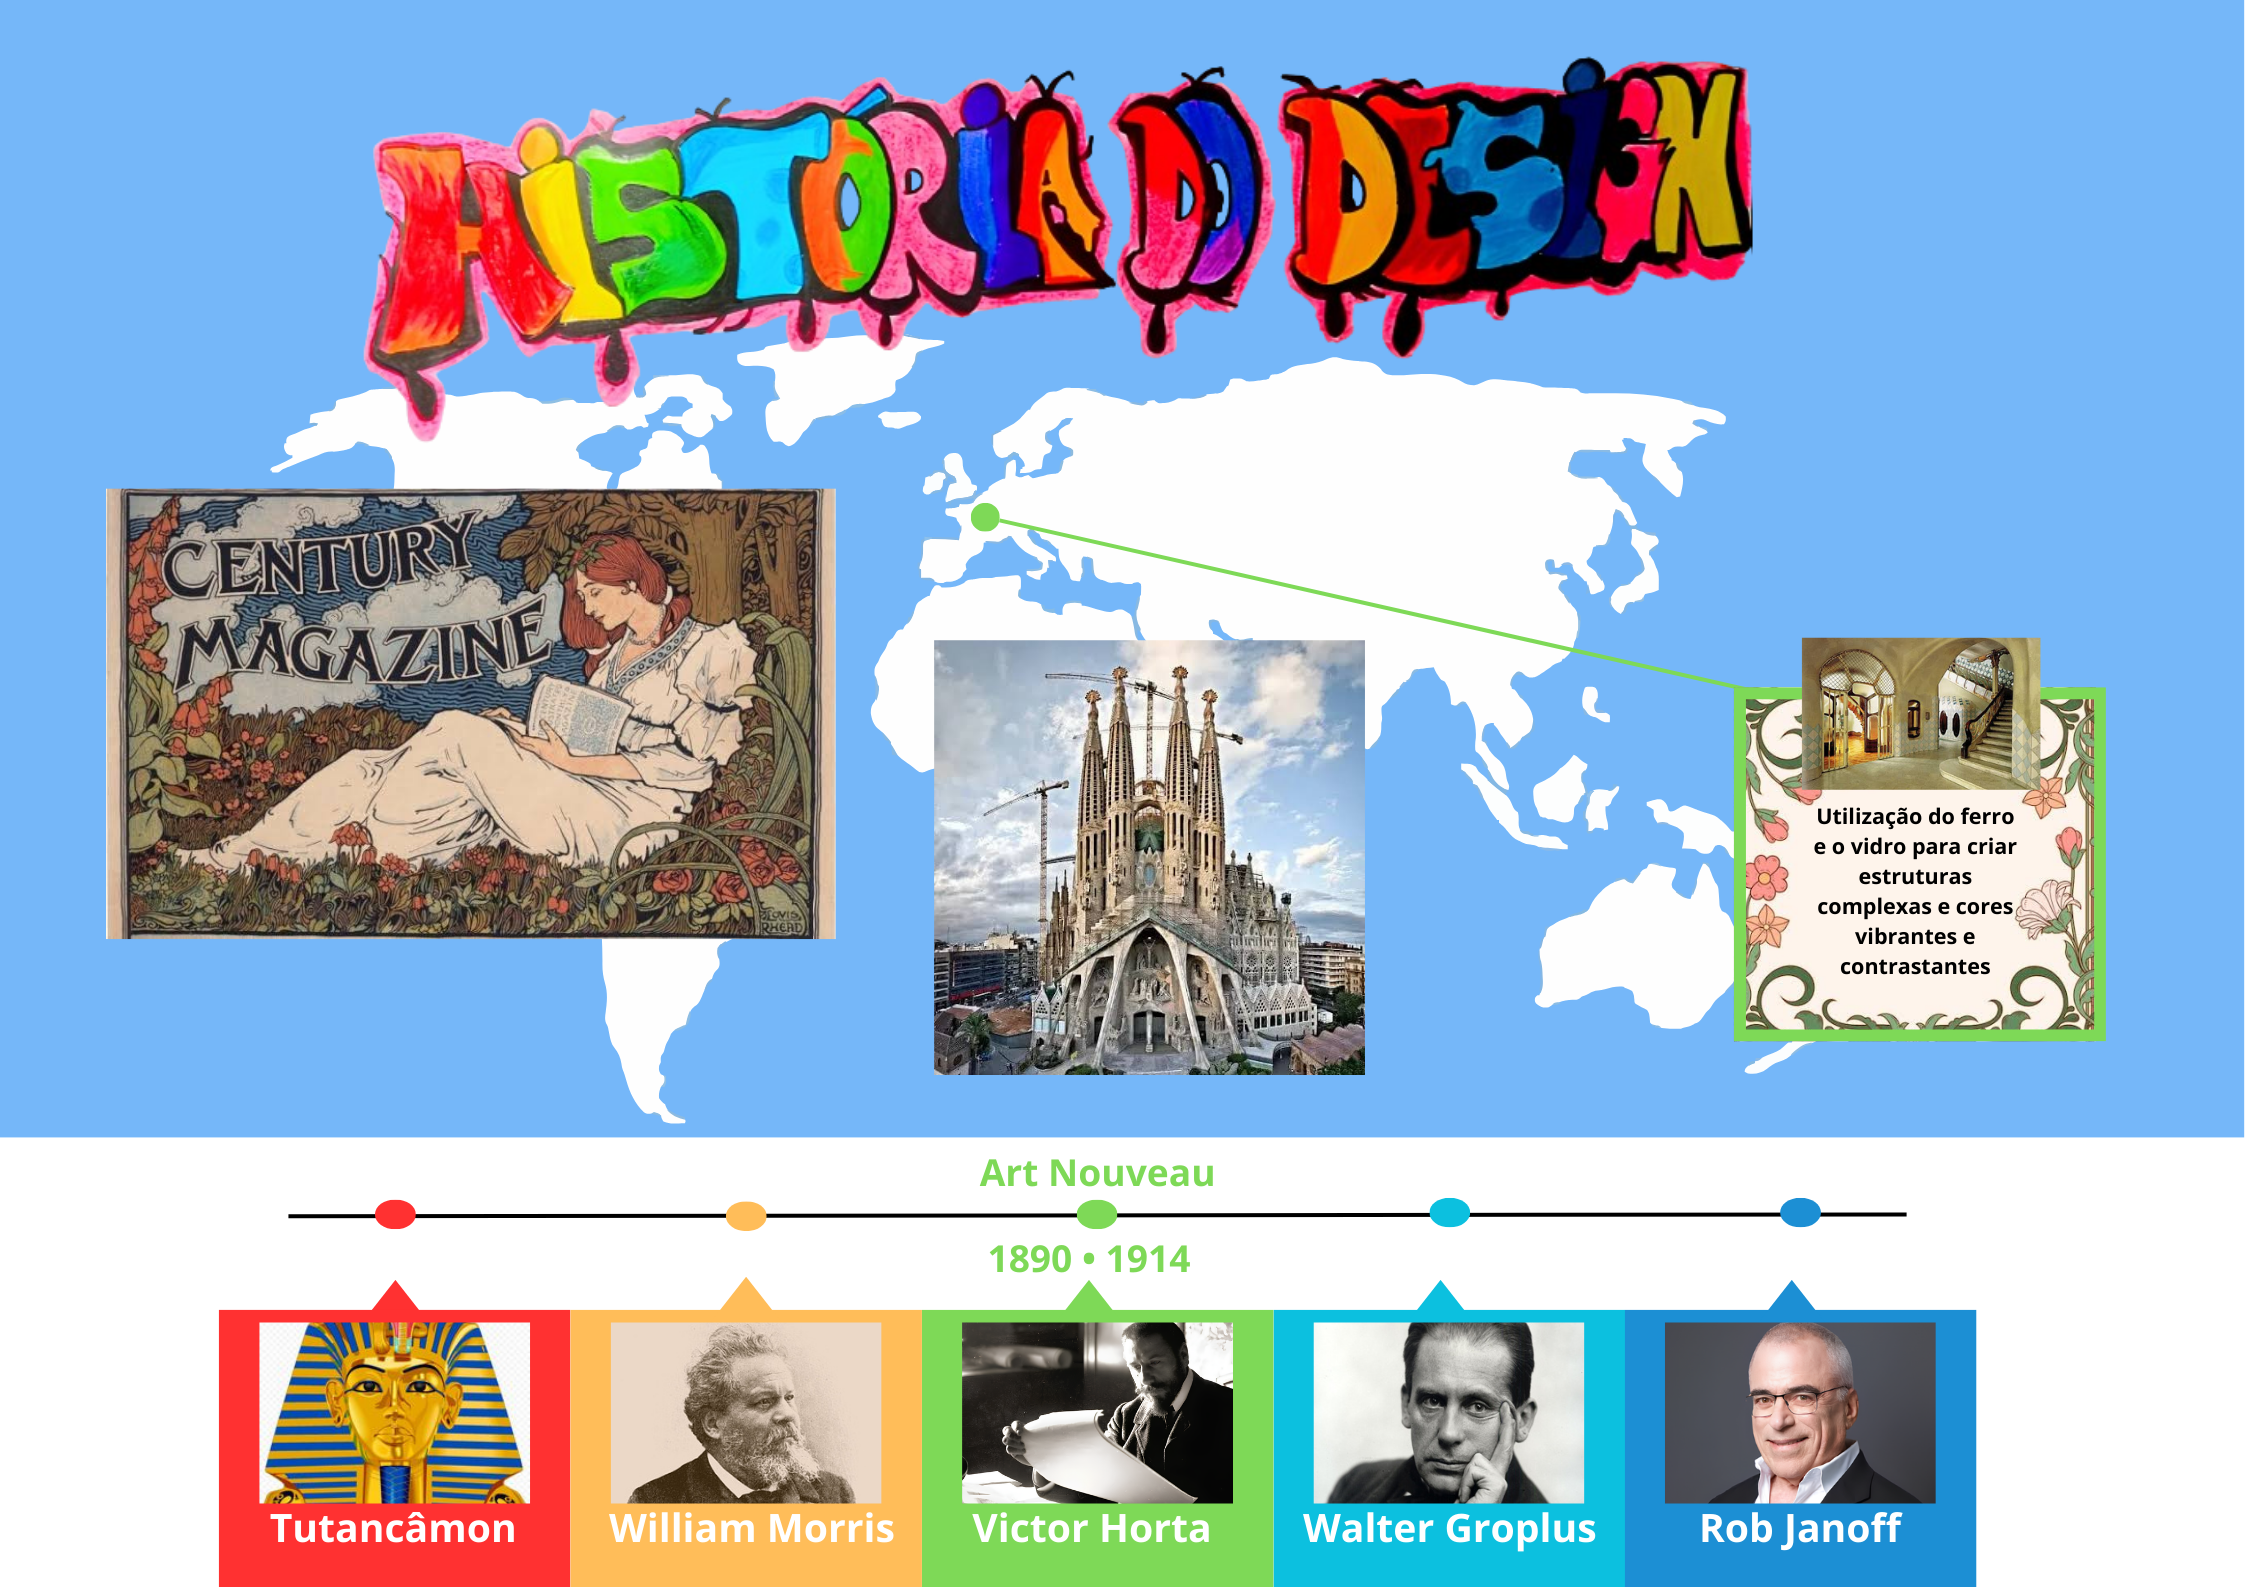 HISTÓRIA DO DESIGN
CENTURY
MAGAZINE
LOUIS
RHEAD
Utilização do ferro
e o vidro para criar
estruturas
complexas e cores
vibrantes e
contrastantes
Art Nouveau
1890 • 1914
Tutancâmon
William Morris
Victor Horta
Walter Groplus
Rob Janoff